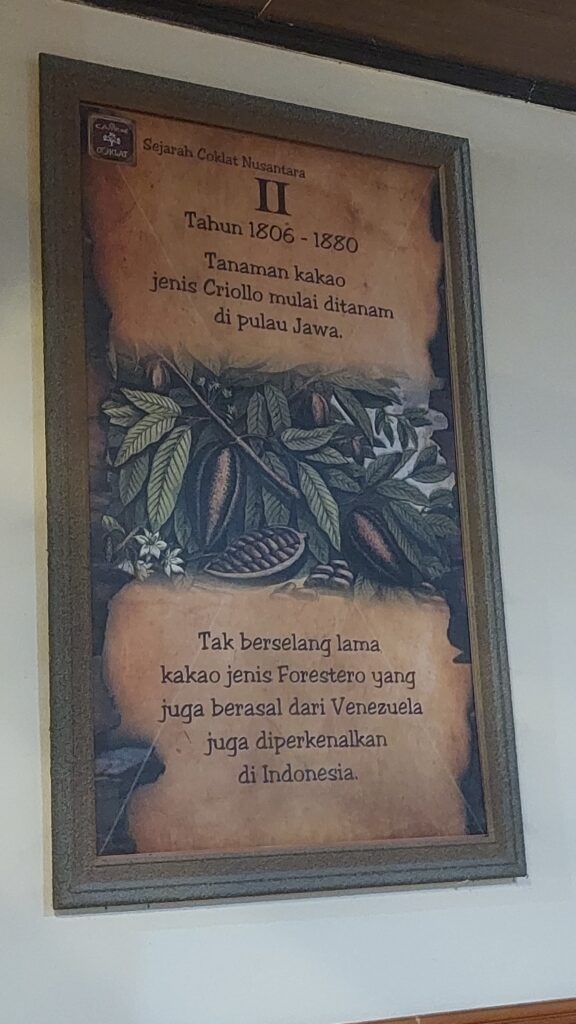 COKLAT
Sejarah Coklat Nusantara
II
Tahun 1806 - 1880
Tanaman kakao
jenis Criollo mulai ditanam
di pulau Jawa.
Tak berselang lama
kakao jenis Forestero yang
juga berasal dari Venezuela
juga diperkenalkan
di Indonesia.